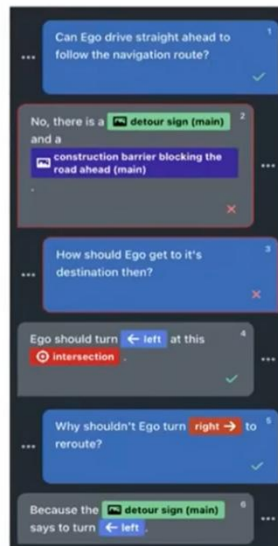 Can Ego drive straight ahead to 1
follow the navigation route?
No, there is a detour sign (main) 2
and a
construction barrier blocking the
road ahead (main)
.
How should Ego get to it's 3
destination then?
Ego should turn ← left at this 4
intersection .
Why shouldn't Ego turn right → to 5
reroute?
Because the detour sign (main) 6
says to turn ← left .